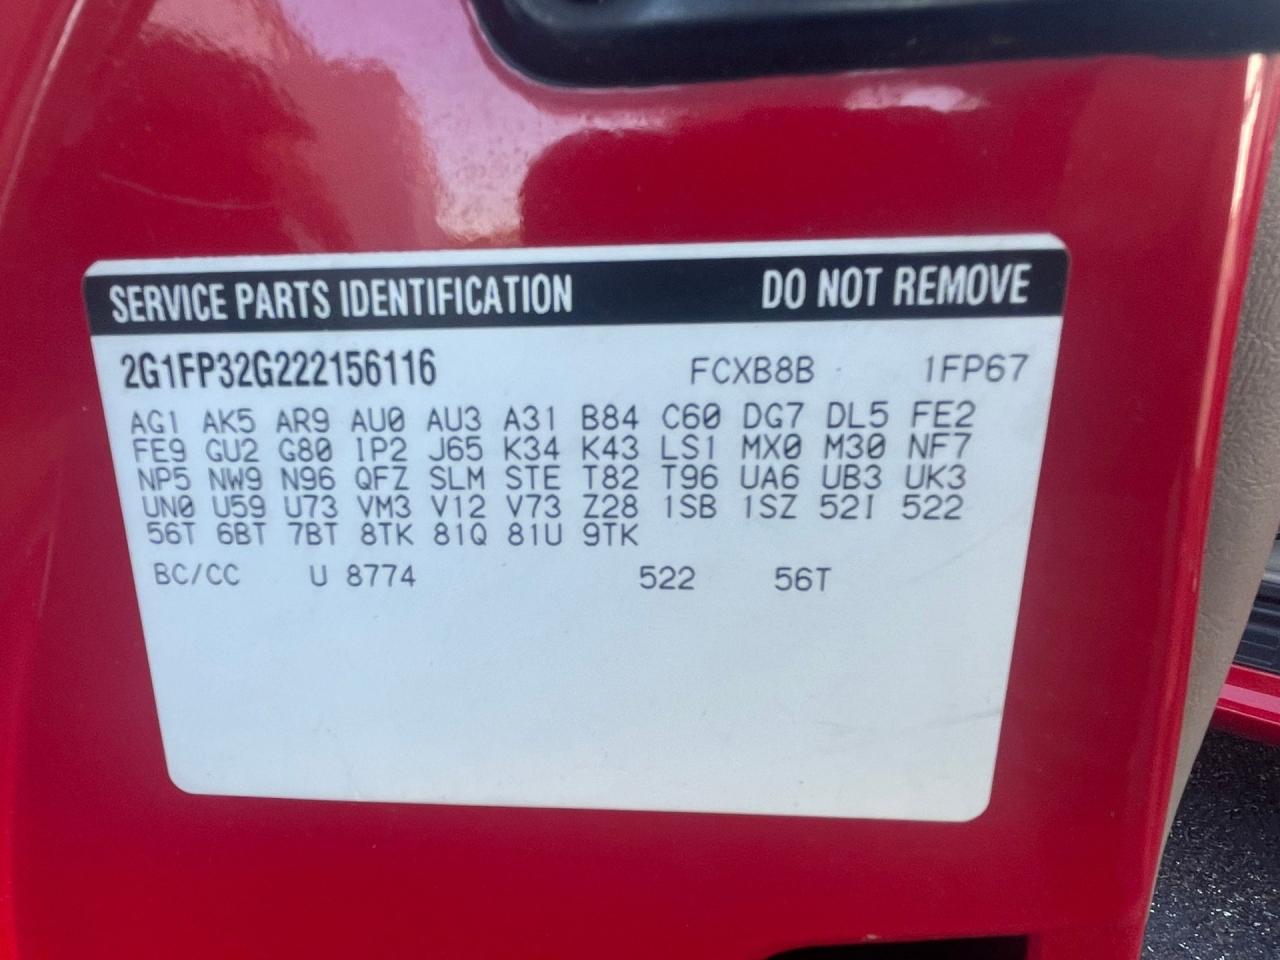 SERVICE PARTS IDENTIFICATION DO NOT REMOVE
2G1FP32G222156116 FCXB8B 1FP67
AG1 AK5 AR9 AU0 AU3 A31 B84 C60 DG7 DL5 FE2
FE9 GU2 G80 IP2 J65 K34 K43 LS1 MX0 M30 NF7
NP5 NW9 N96 QFZ SLM STE T82 T96 UA6 UB3 UK3
UN0 U59 U73 VM3 V12 V73 Z28 1SB 1SZ 52I 522
56T 6BT 7BT 8TK 81Q 81U 9TK
BC/CC U 8774 522 56T